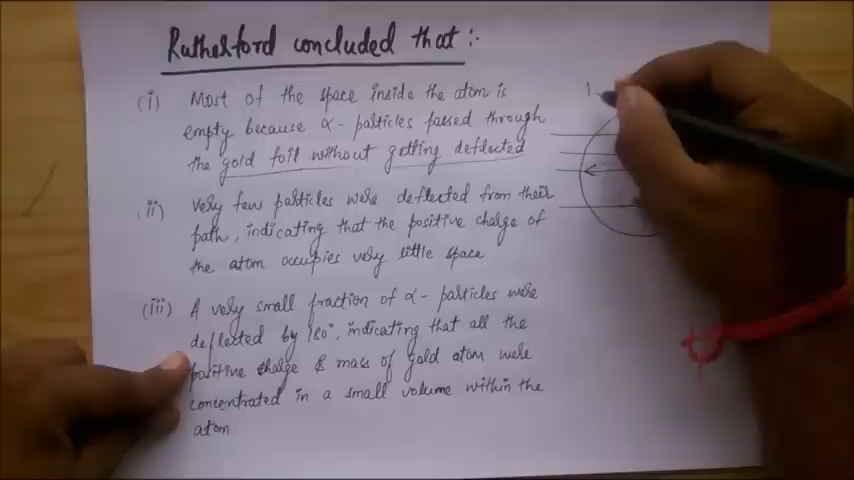 Rutherford concluded that :-
(i) Most of the space inside the atom is
empty because α-particles passed through
the gold foil without getting deflected
(ii) Very few particles were deflected from their
path, indicating that the positive charge of
the atom occupies very little space
(iii) A very small fraction of α-particles were
deflected by 180°, indicating that all the
positive charge & mass of gold atom were
concentrated in a small volume within the
atom